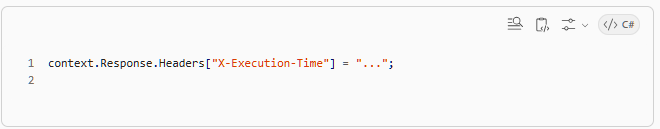 C#
1 context.Response.Headers["X-Execution-Time"] = "...";
2